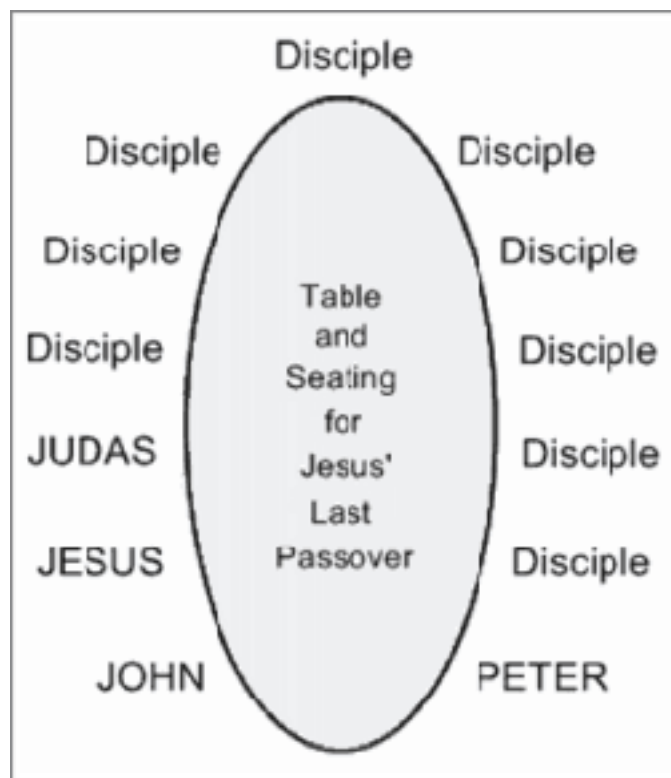 Disciple
Disciple
Disciple
Disciple
Disciple
Disciple
Disciple
JUDAS
Disciple
JESUS
Disciple
JOHN
PETER
Table
and
Seating
for
Jesus'
Last
Passover